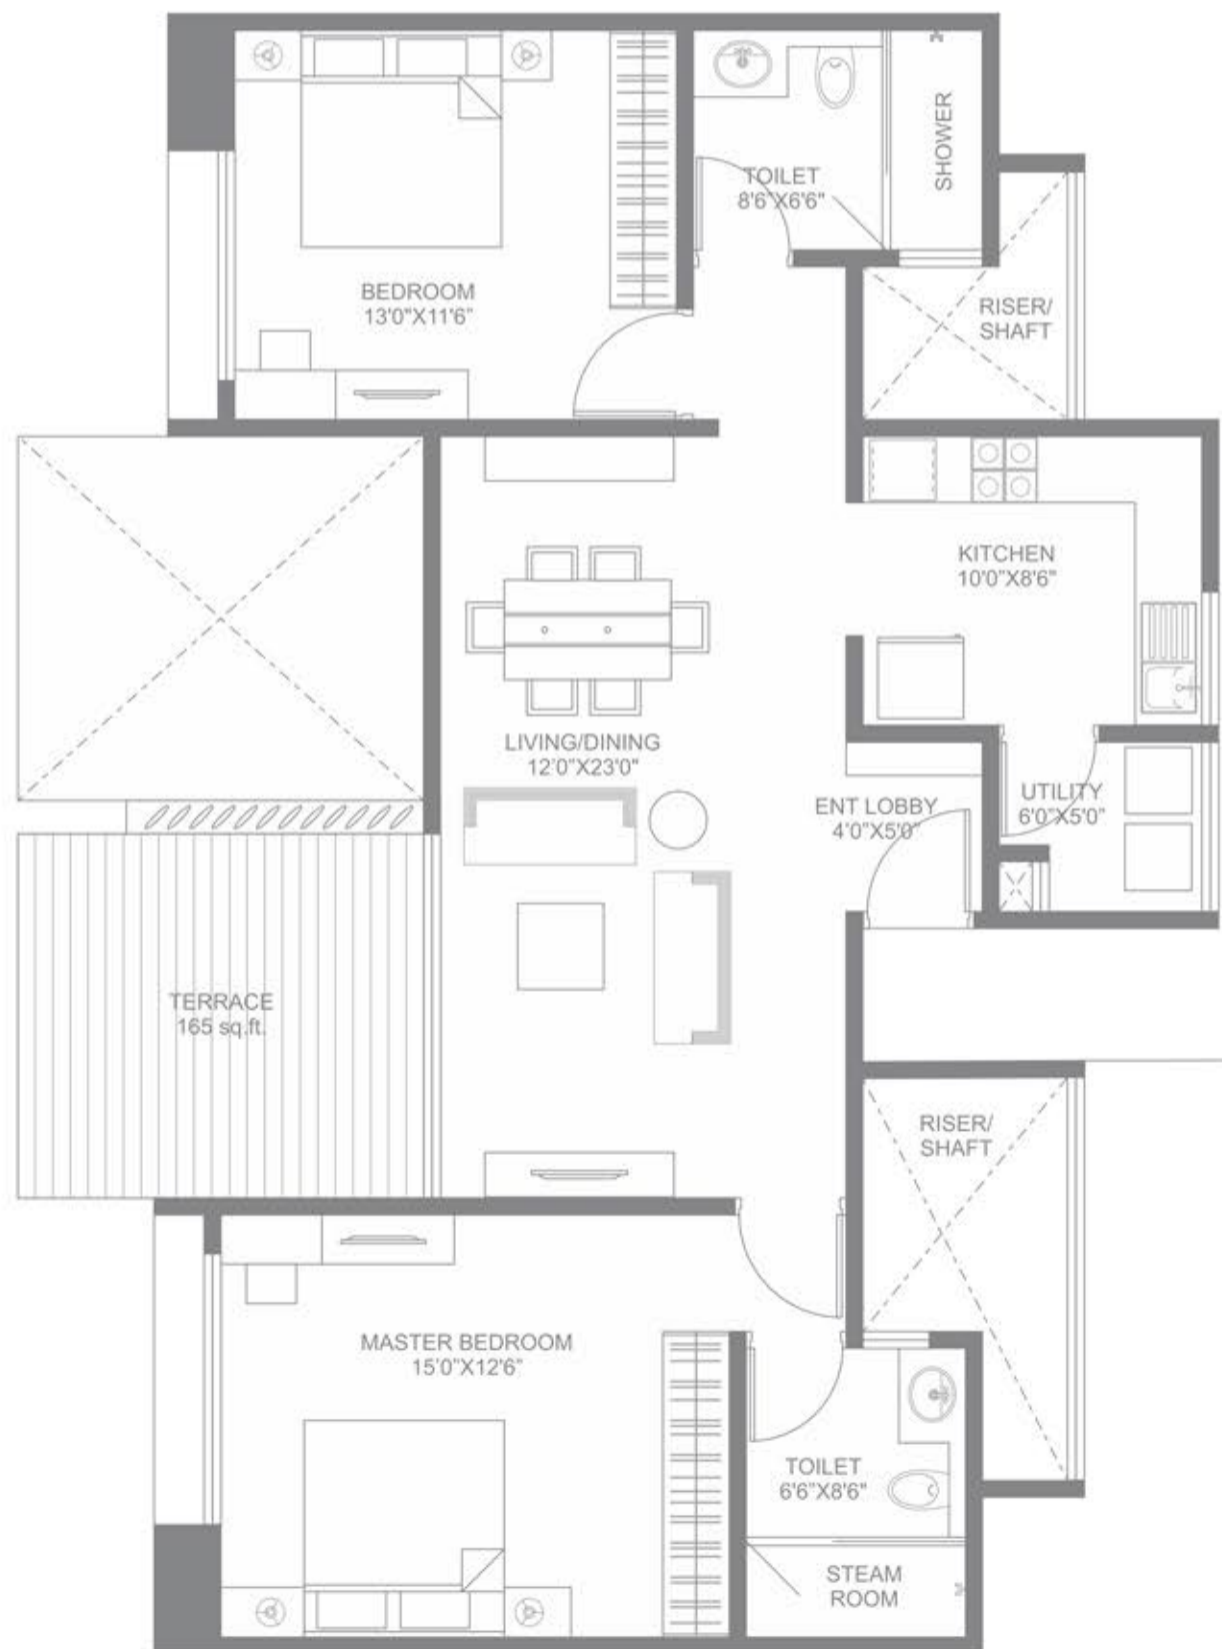 TOILET
8'6"X6'6"
SHOWER
BEDROOM
13'0"X11'6"
RISER/
SHAFT
KITCHEN
10'0"X8'6"
LIVING/DINING
12'0"X23'0"
ENT LOBBY
4'0"X5'0"
UTILITY
6'0"X5'0"
TERRACE
165 sq.ft.
RISER/
SHAFT
MASTER BEDROOM
15'0"X12'6"
TOILET
6'6"X8'6"
STEAM
ROOM